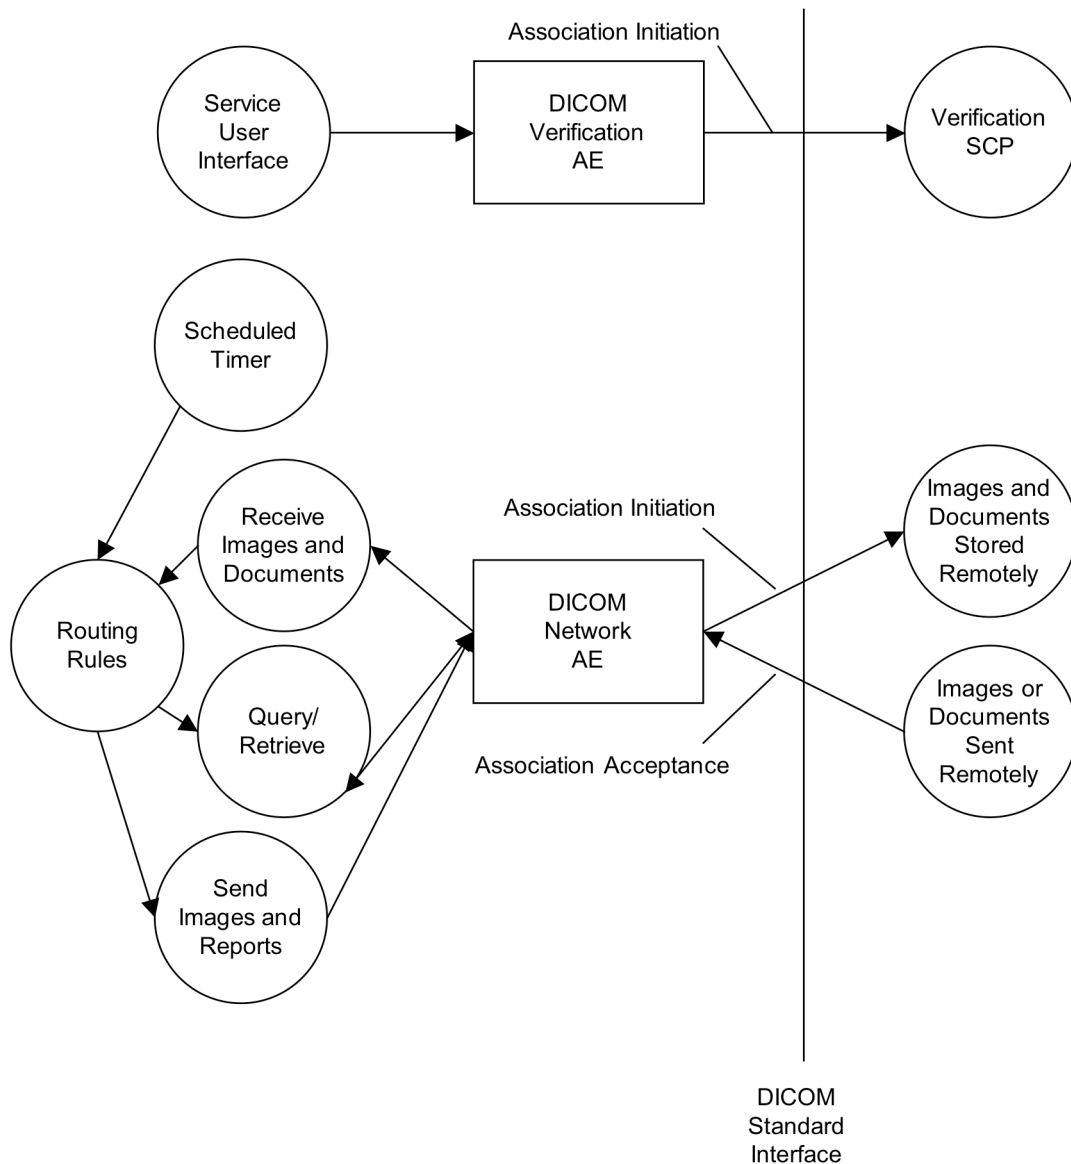 Association Initiation
Service
User
Interface
DICOM
Verification
AE
Verification
SCP
Scheduled
Timer
Receive
Images and
Documents
Association Initiation
Images and
Documents
Stored
Remotely
DICOM
Network
AE
Routing
Rules
Query/
Retrieve
Association Acceptance
Images or
Documents
Sent
Remotely
Send
Images and
Reports
DICOM
Standard
Interface